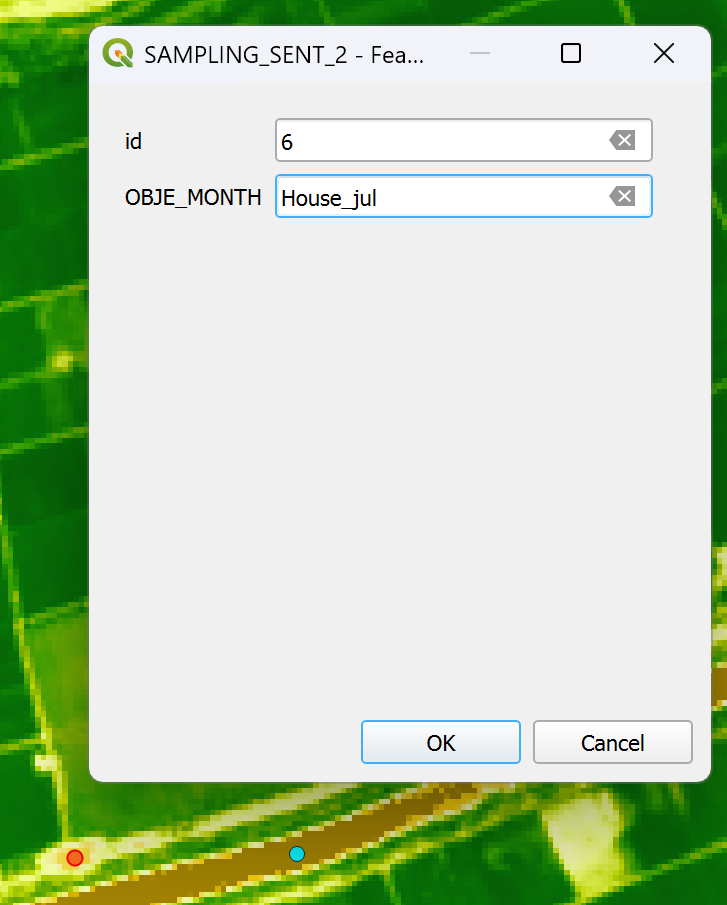 SAMPLING_SENT_2 - Fea...
id 6
OBJE_MONTH House_jul
OK Cancel